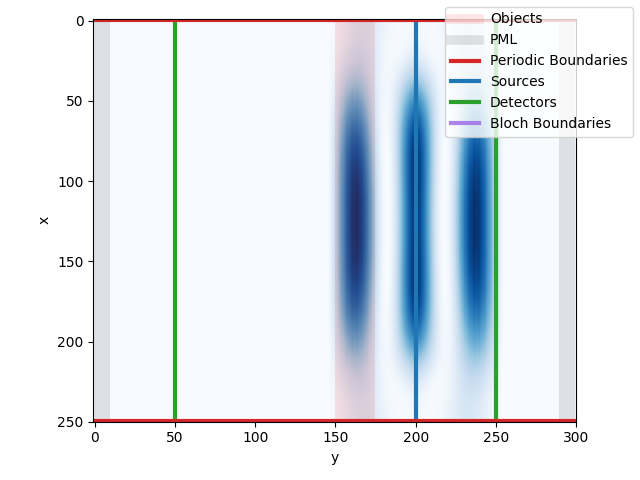 Objects
PML
Periodic Boundaries
Sources
Detectors
Bloch Boundaries
0
50
100
150
200
250
x
0
50
100
150
200
250
300
y